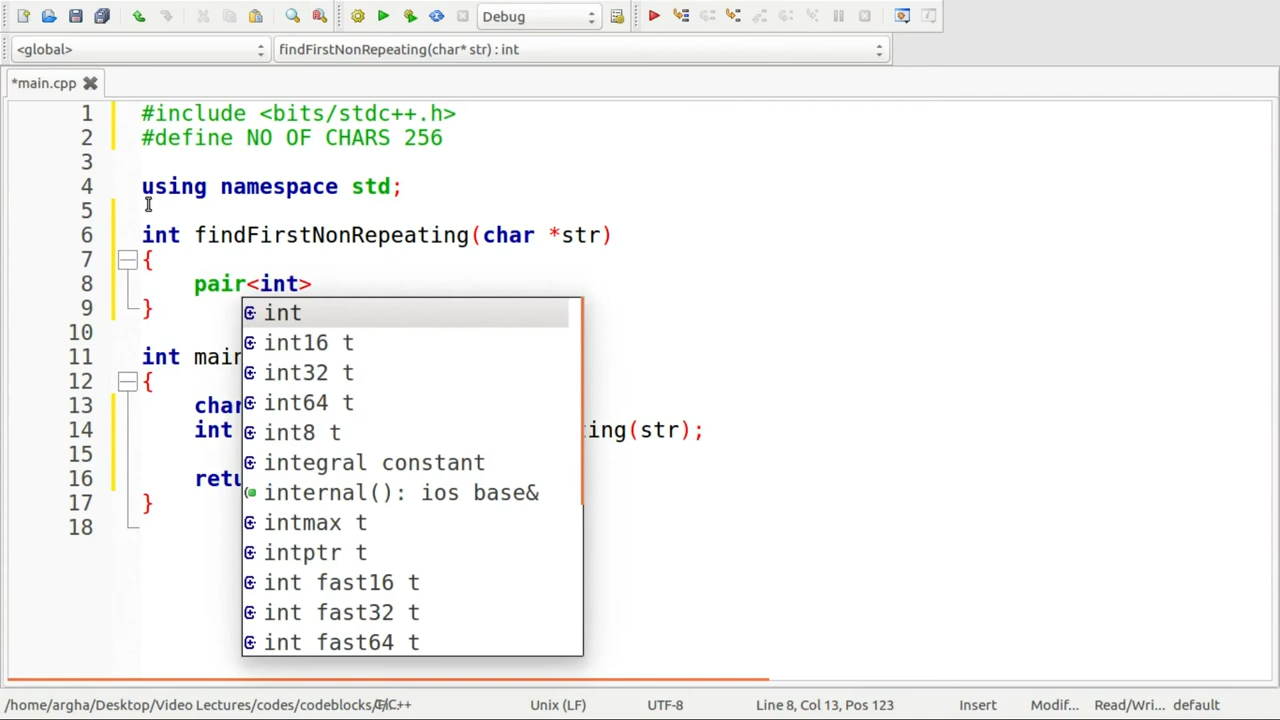 Debug
<global>
findFirstNonRepeating(char* str) : int
*main.cpp
1 #include <bits/stdc++.h>
2 #define NO OF CHARS 256
3
4 using namespace std;
5
6 int findFirstNonRepeating(char *str)
7 {
8 pair<int>
9 }
10
11 int main
12 {
13 char
14 int ting(str);
15
16 retu
17 }
18
int
int16 t
int32 t
int64 t
int8 t
integral constant
internal(): ios base&
intmax t
intptr t
int fast16 t
int fast32 t
int fast64 t
/home/argha/Desktop/Video Lectures/codes/codeblocks/ C/C++ Unix (LF) UTF-8 Line 8, Col 13, Pos 123 Insert Modif... Read/Wri... default